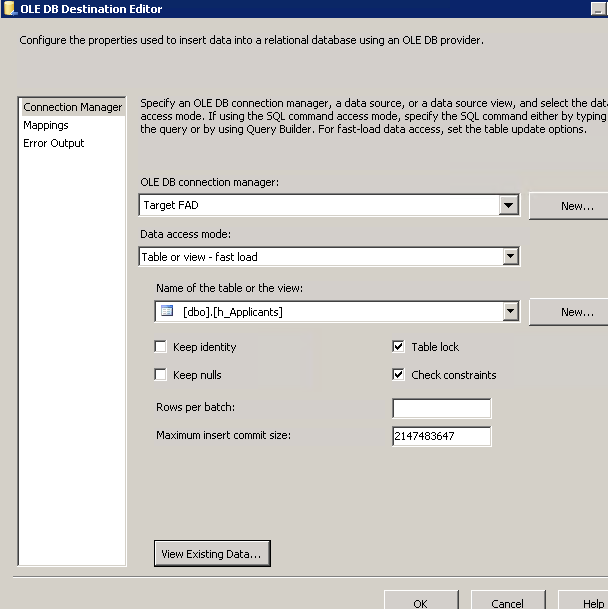 OLE DB Destination Editor
Configure the properties used to insert data into a relational database using an OLE DB provider.
Connection Manager
Mappings
Error Output
Specify an OLE DB connection manager, a data source, or a data source view, and select the data
access mode. If using the SQL command access mode, specify the SQL command either by typing
the query or by using Query Builder. For fast-load data access, set the table update options.
OLE DB connection manager:
Target FAD
New...
Data access mode:
Table or view - fast load
Name of the table or the view:
[dbo].[h_Applicants]
New...
Keep identity
Table lock
Keep nulls
Check constraints
Rows per batch:
Maximum insert commit size:
2147483647
View Existing Data...
OK
Cancel
Help